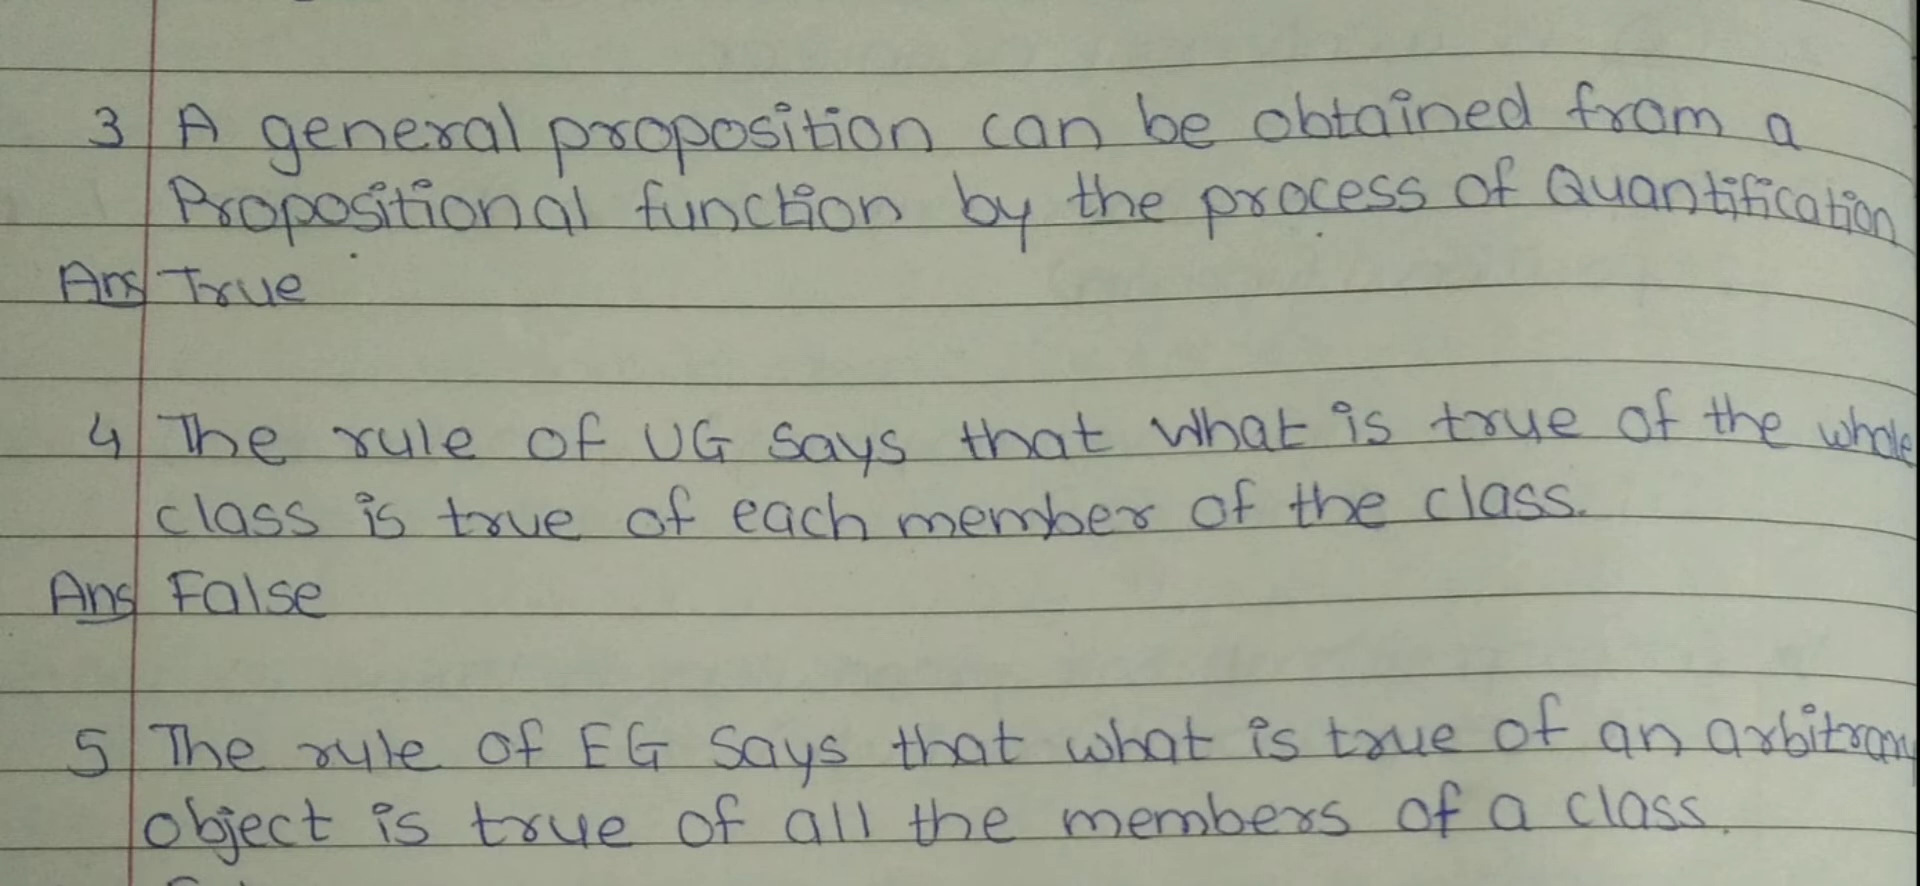 3 A general proposition can be obtained from a
Propositional function by the process of Quantification
Ans True
4 The rule of UG says that what is true of the whole
class is true of each member of the class.
Ans False
5 The rule of EG says that what is true of an arbitrary
object is true of all the members of a class.